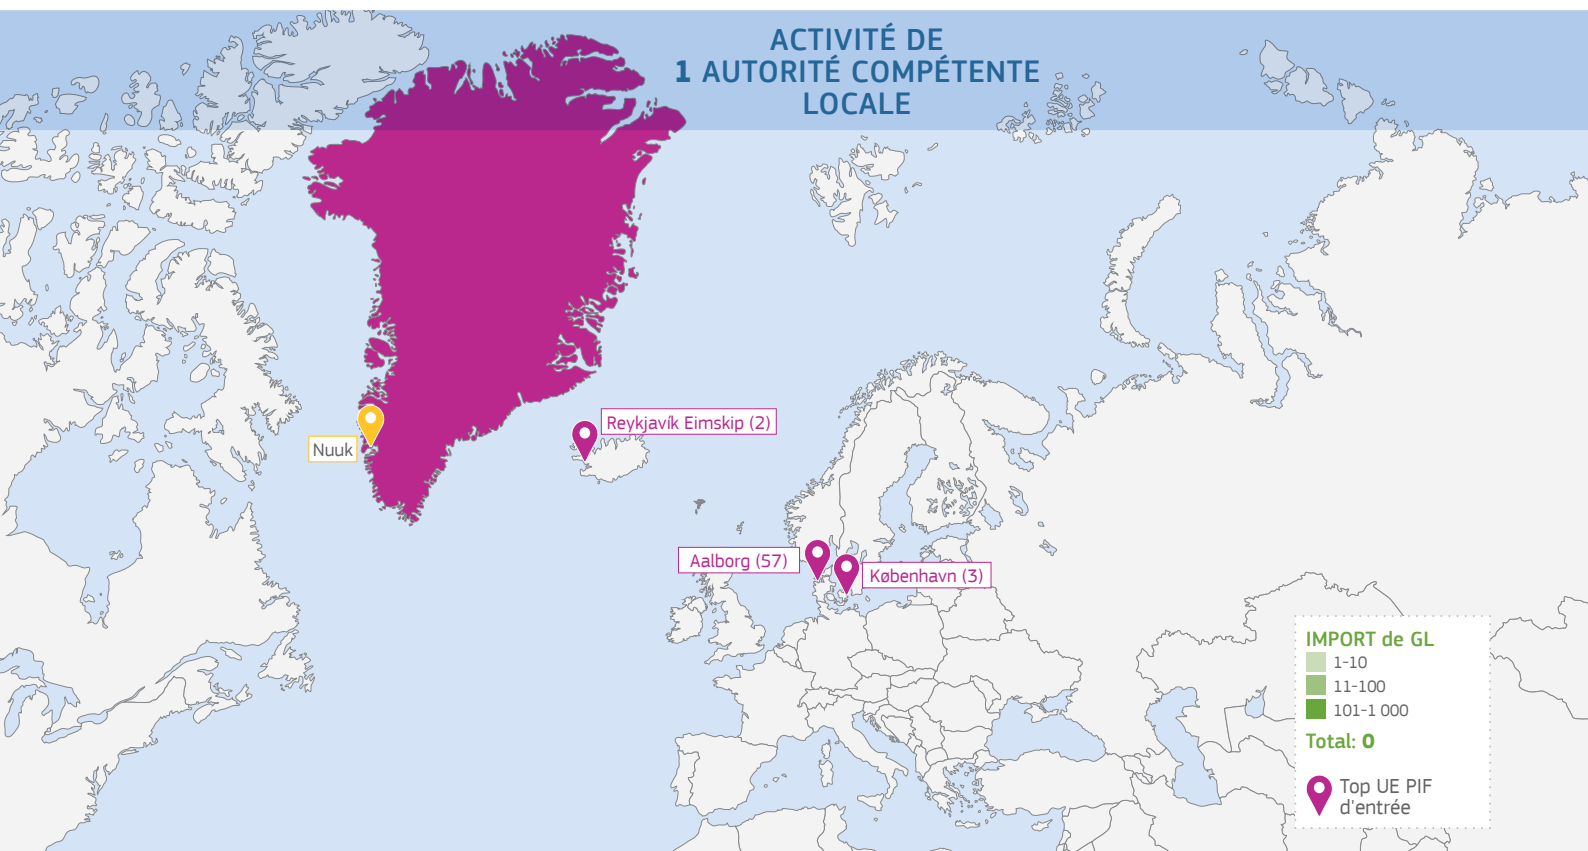 ACTIVITÉ DE
1 AUTORITÉ COMPÉTENTE
LOCALE
Reykjavík Eimskip (2)
Nuuk
Aalborg (57)
København (3)
IMPORT de GL
1-10
11-100
101-1 000
Total: 0
Top UE PIF
d'entrée